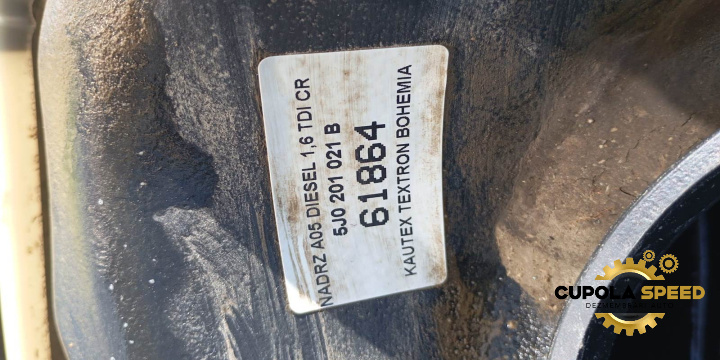 NADRZ A05 DIESEL 1,6 TDI CR
5J0 201 021 B
61864
KAUTEX TEXTRON BOHEMIA
CUPOLA SPEED